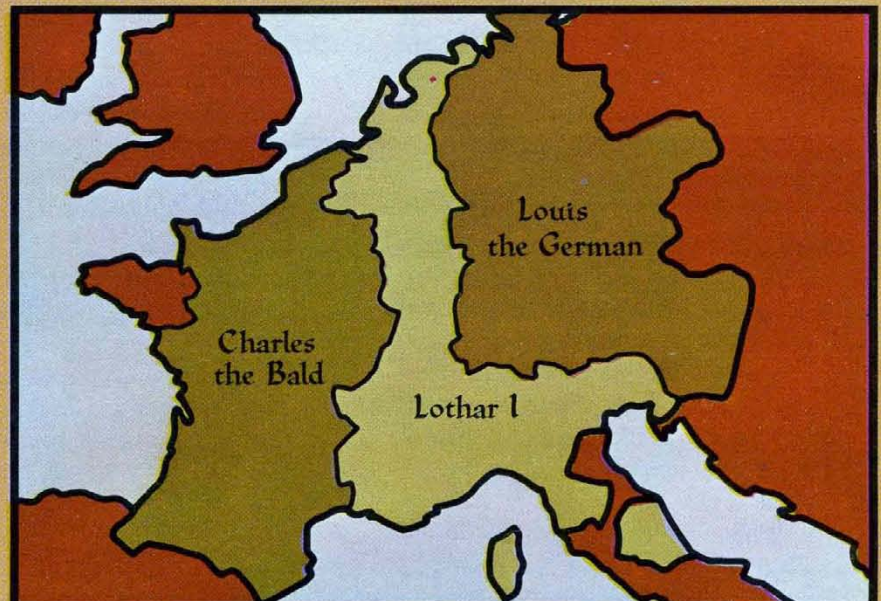 Louis
the German
Charles
the Bald
Lothar I